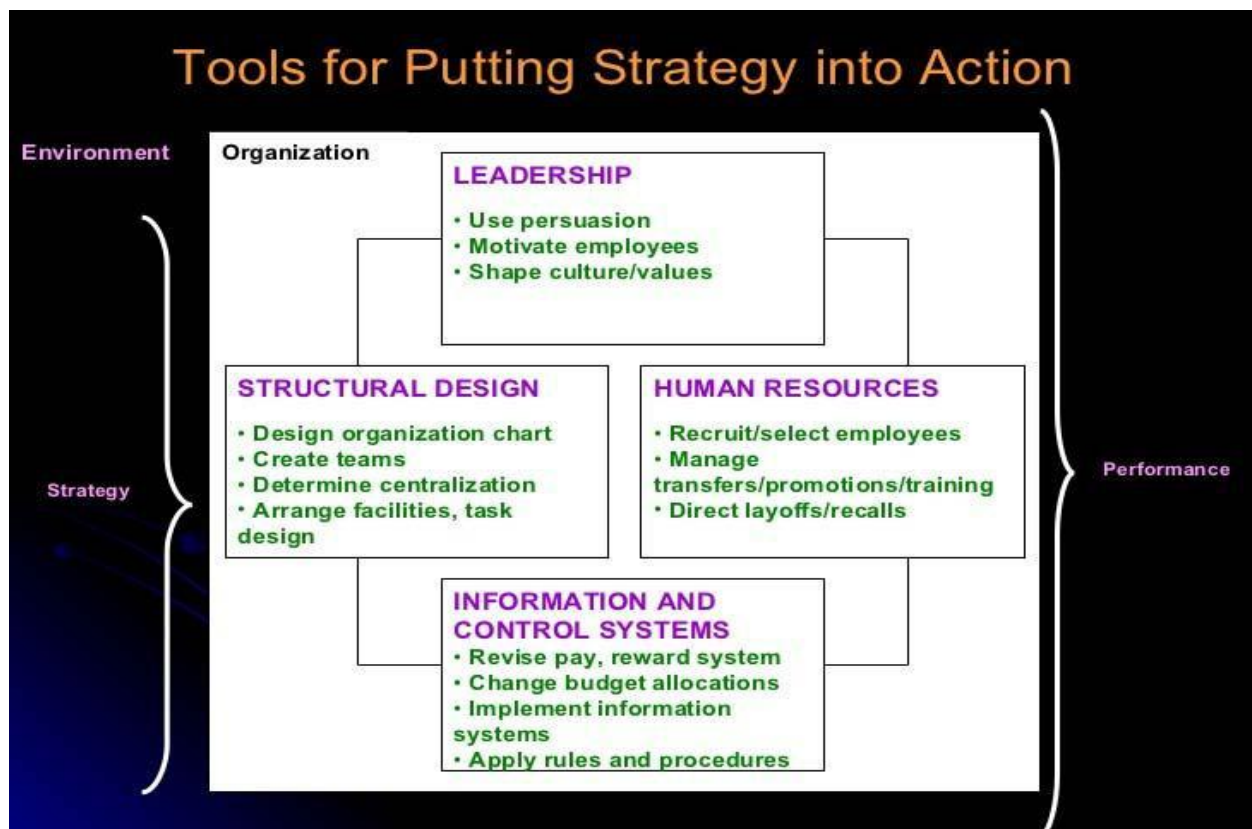 Tools for Putting Strategy into Action
Environment
Organization
LEADERSHIP
• Use persuasion
• Motivate employees
• Shape culture/values
STRUCTURAL DESIGN
• Design organization chart
• Create teams
• Determine centralization
• Arrange facilities, task
design
HUMAN RESOURCES
• Recruit/select employees
• Manage
transfers/promotions/training
• Direct layoffs/recalls
Strategy
Performance
INFORMATION AND
CONTROL SYSTEMS
• Revise pay, reward system
• Change budget allocations
• Implement information
systems
• Apply rules and procedures